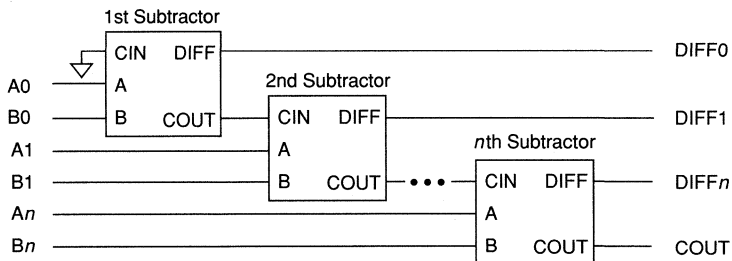 1st Subtractor
CIN DIFF DIFF0
A0 A
2nd Subtractor
B0 B COUT CIN DIFF DIFF1
A1 A
nth Subtractor
B1 B COUT CIN DIFF DIFFn
An A
Bn B COUT COUT